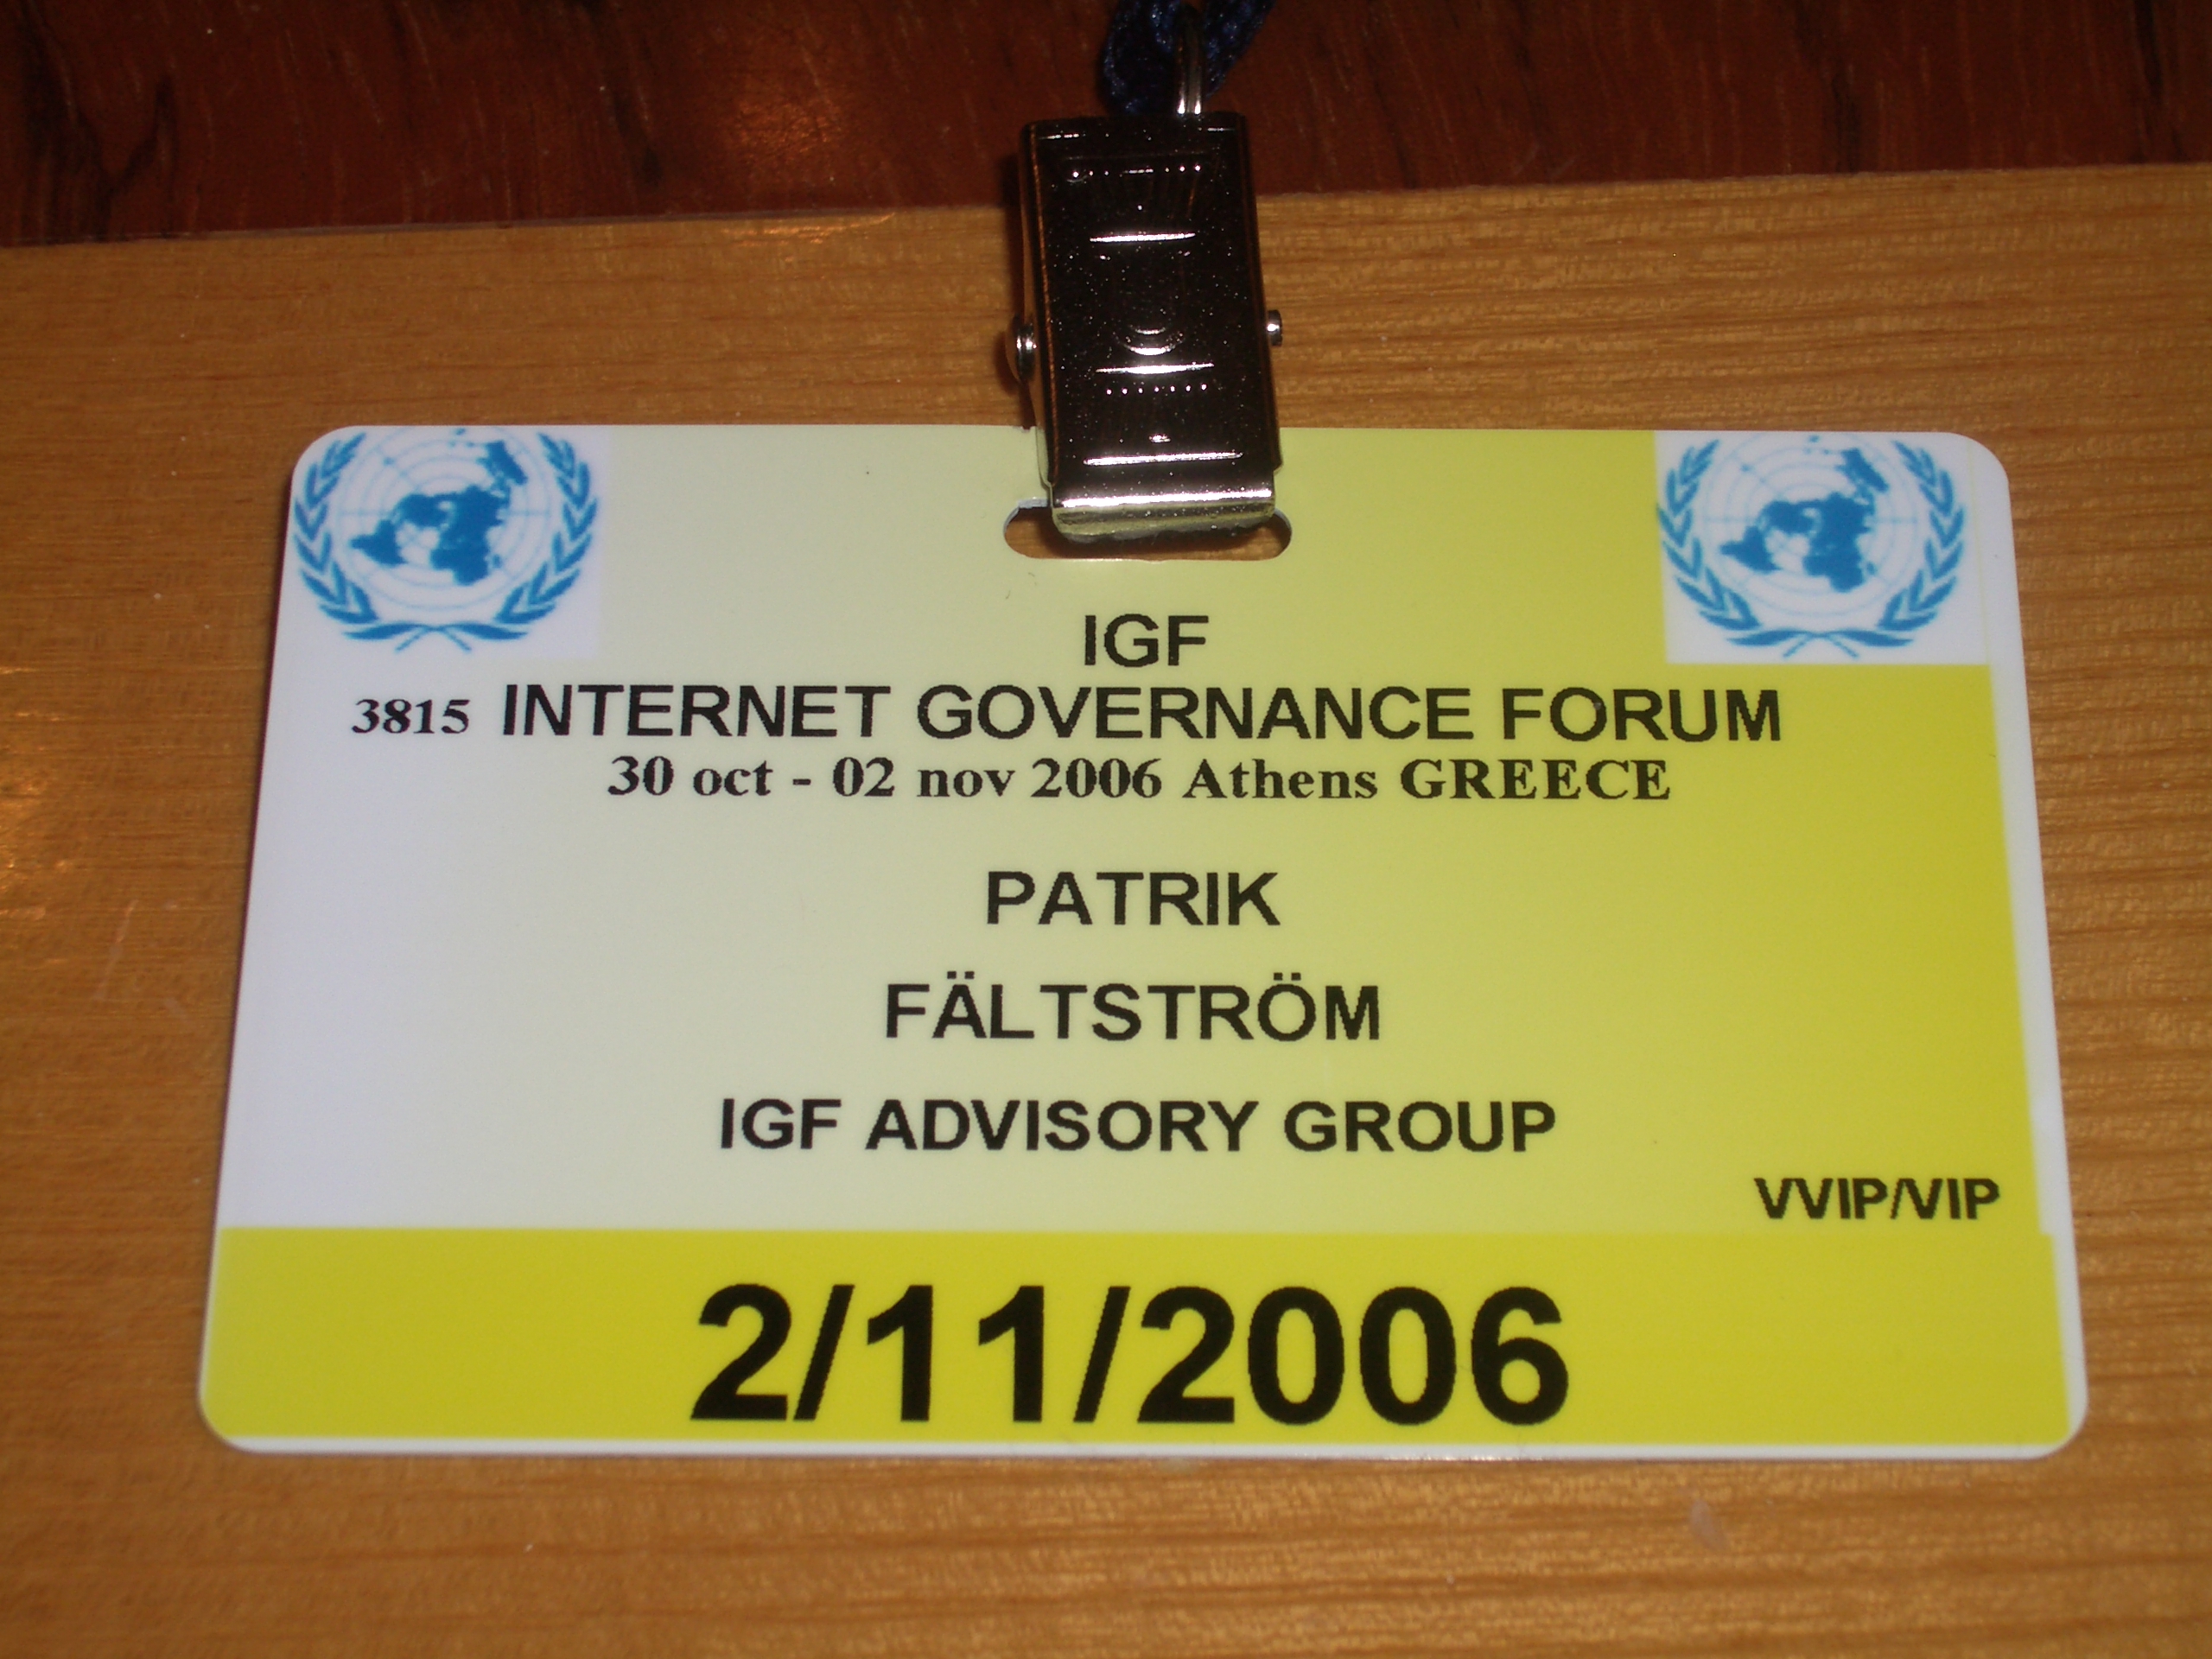 IGF
3815 INTERNET GOVERNANCE FORUM
30 oct - 02 nov 2006 Athens GREECE
PATRIK
FÄLTSTRÖM
IGF ADVISORY GROUP
VVIP/VIP
2/11/2006